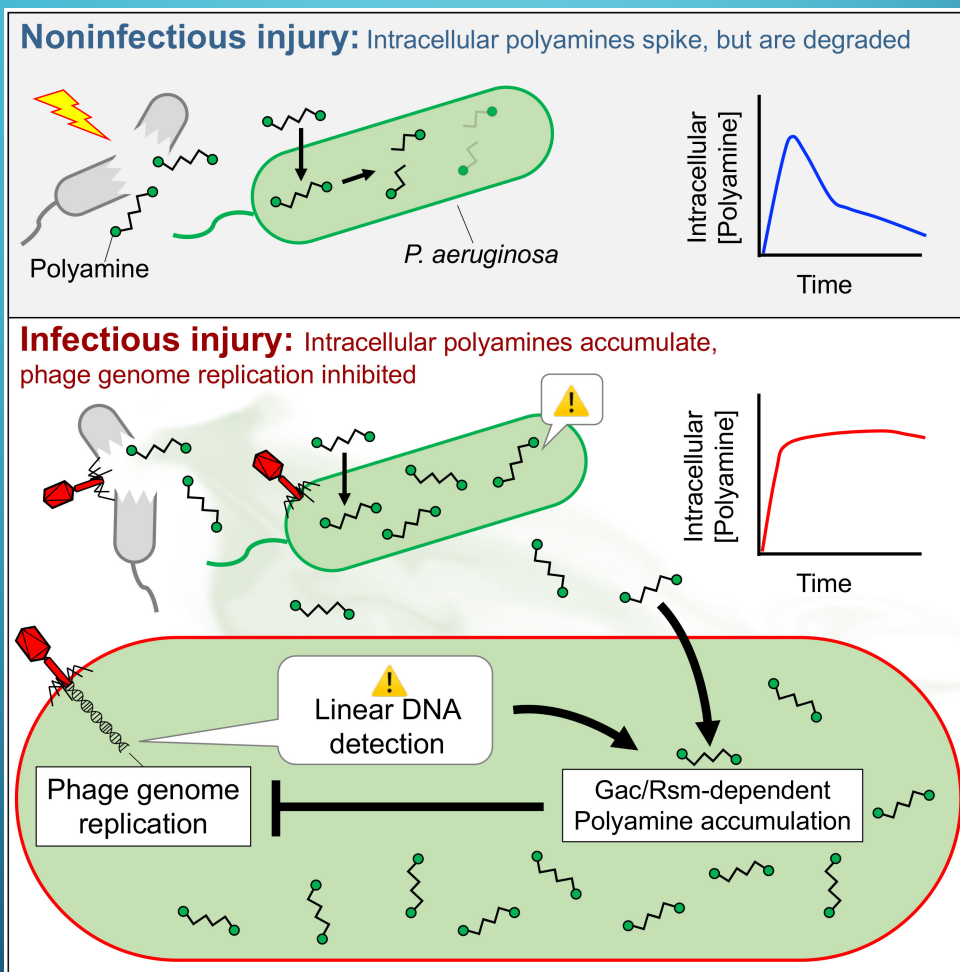 Noninfectious injury: Intracellular polyamines spike, but are degraded
Polyamine
P. aeruginosa
Intracellular
[Polyamine]
Time
Infectious injury: Intracellular polyamines accumulate,
phage genome replication inhibited
!
Intracellular
[Polyamine]
Time
!
Linear DNA
detection
Phage genome
replication
Gac/Rsm-dependent
Polyamine accumulation